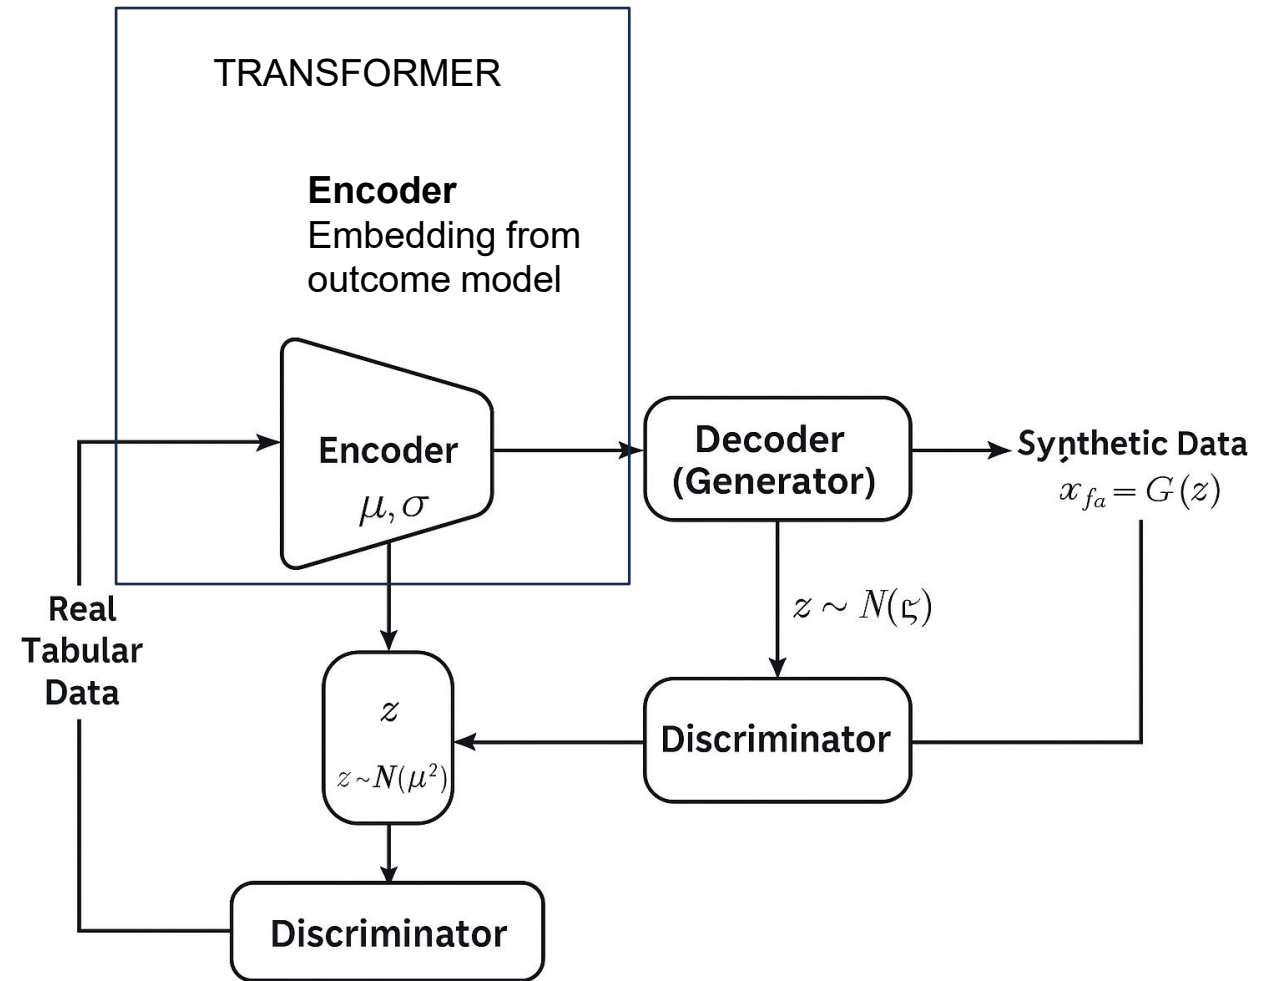 TRANSFORMER
Encoder
Embedding from
outcome model
Encoder
μ, σ
Decoder
(Generator)
Synthetic Data
x_fa = G(z)
Real
Tabular
Data
z ~ N( )
z
z ~ N(μ²)
Discriminator
Discriminator